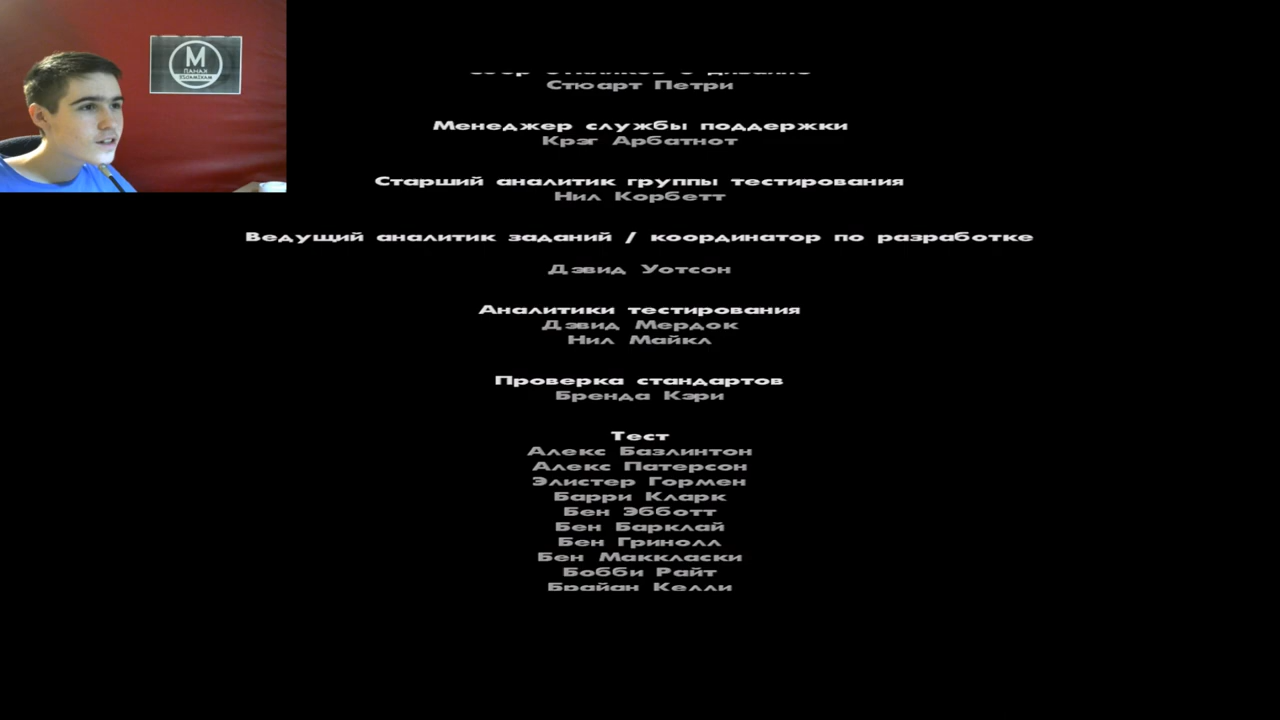 М
Стюарт Петри
Менеджер службы поддержки
Крэг Арбатнот
Старший аналитик группы тестирования
Нил Корбетт
Ведущий аналитик заданий / координатор по разработке
Дэвид Уотсон
Аналитики тестирования
Дэвид Мердок
Нил Майкл
Проверка стандартов
Бренда Кэри
Тест
Алекс Базлинтон
Алекс Патерсон
Элистер Гормен
Барри Кларк
Бен Эбботт
Бен Барклай
Бен Гринолл
Бен Маккласки
Бобби Райт
Брайан Келли